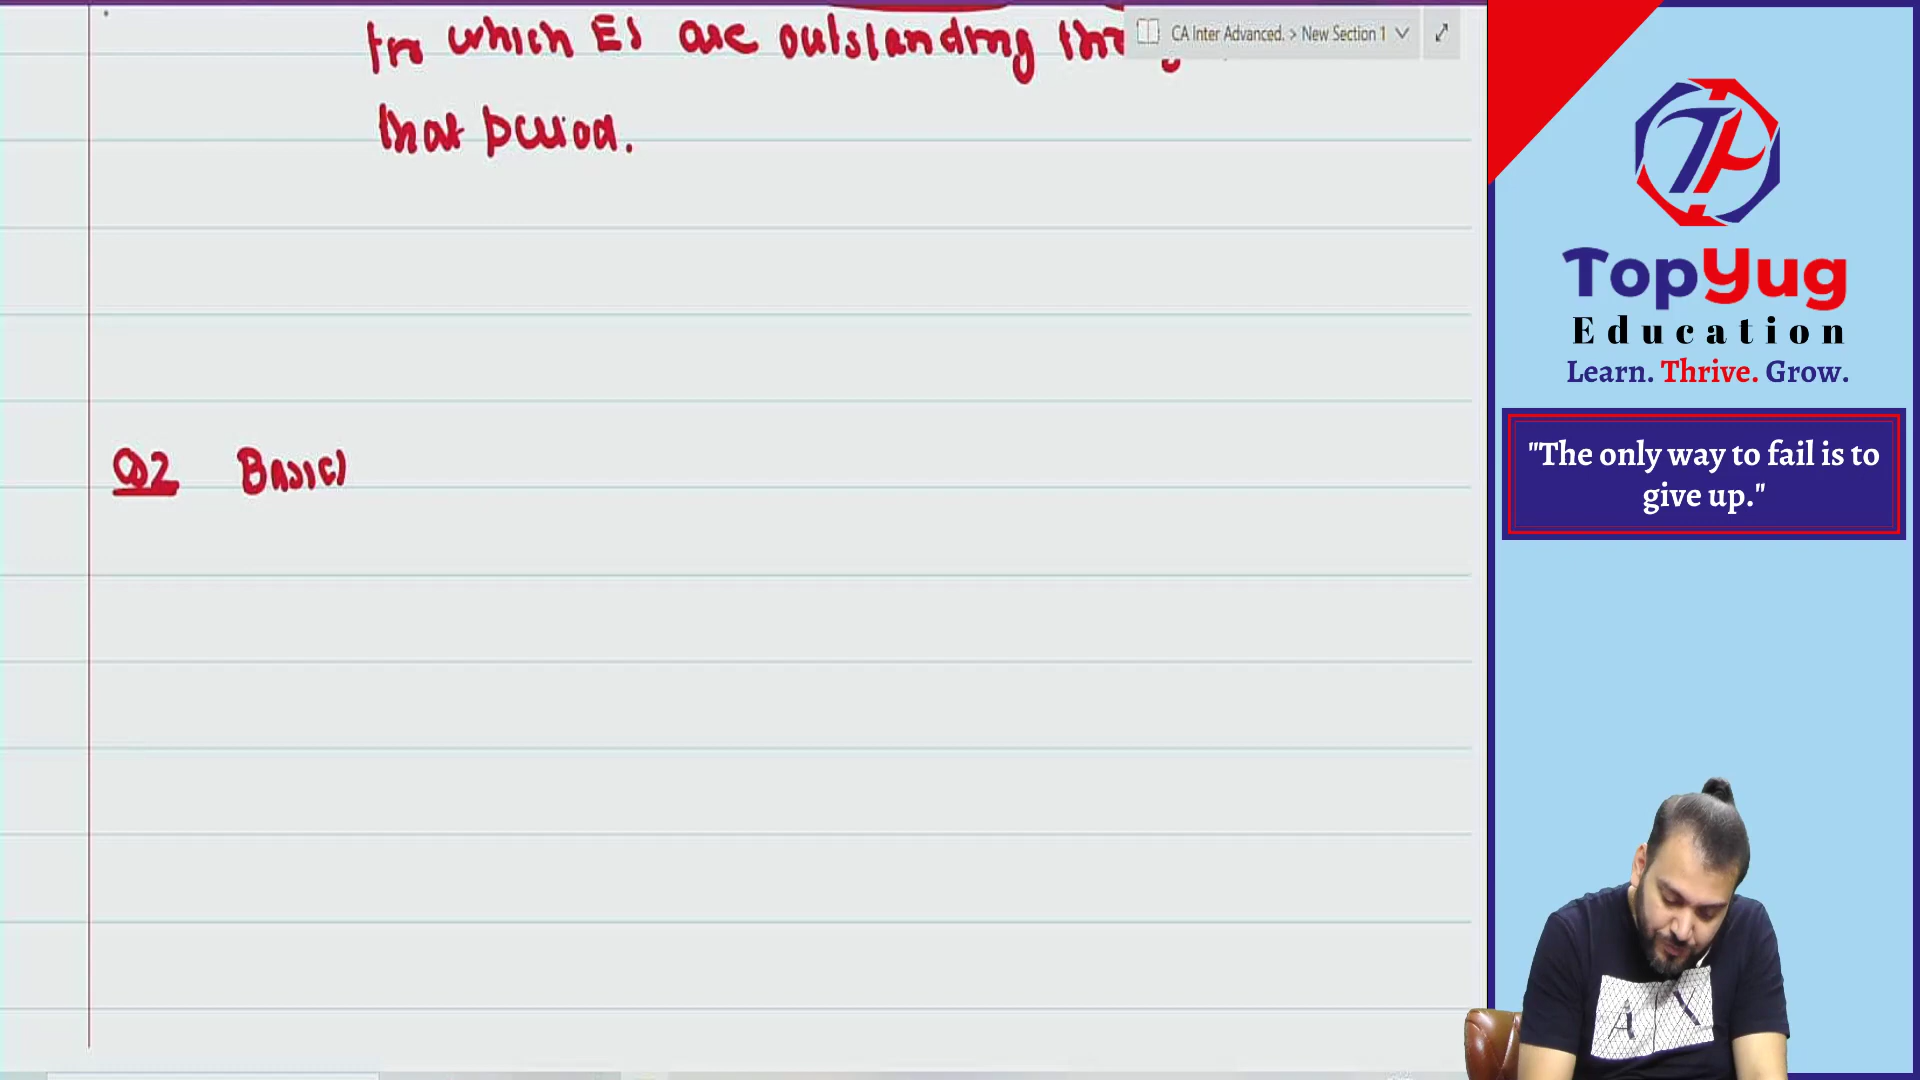 for which ES are outstanding
CA Inter Advanced. > New Section 1
that period.
Q2 Basics
TopYug
Education
Learn. Thrive. Grow.
"The only way to fail is to
give up."
A X